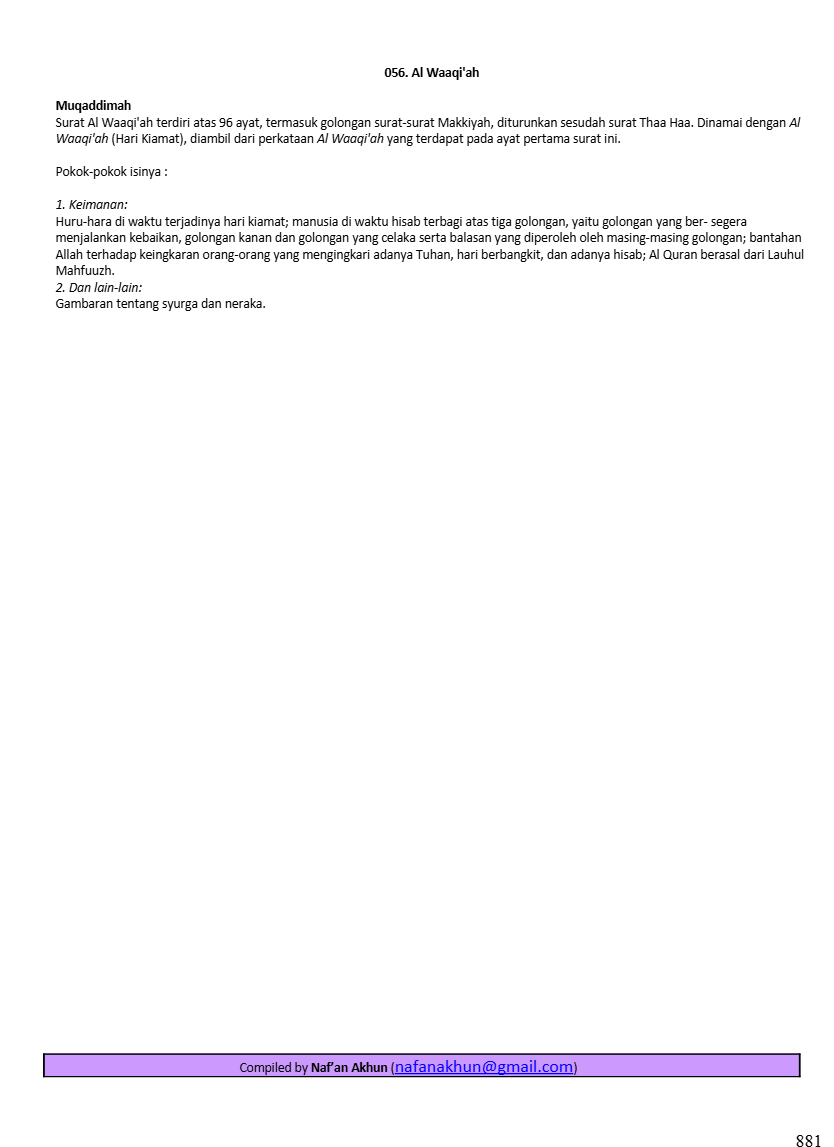 056. Al Waaqi'ah
Muqaddimah
Surat Al Waaqi'ah terdiri atas 96 ayat, termasuk golongan surat-surat Makkiyah, diturunkan sesudah surat Thaa Haa. Dinamai dengan Al
Waaqi'ah (Hari Kiamat), diambil dari perkataan Al Waaqi'ah yang terdapat pada ayat pertama surat ini.
Pokok-pokok isinya :
1. Keimanan:
Huru-hara di waktu terjadinya hari kiamat; manusia di waktu hisab terbagi atas tiga golongan, yaitu golongan yang ber- segera
menjalankan kebaikan, golongan kanan dan golongan yang celaka serta balasan yang diperoleh oleh masing-masing golongan; bantahan
Allah terhadap keingkaran orang-orang yang mengingkari adanya Tuhan, hari berbangkit, dan adanya hisab; Al Quran berasal dari Lauhul
Mahfuuzh.
2. Dan lain-lain:
Gambaran tentang syurga dan neraka.
Compiled by Naf’an Akhun (nafanakhun@gmail.com)
881